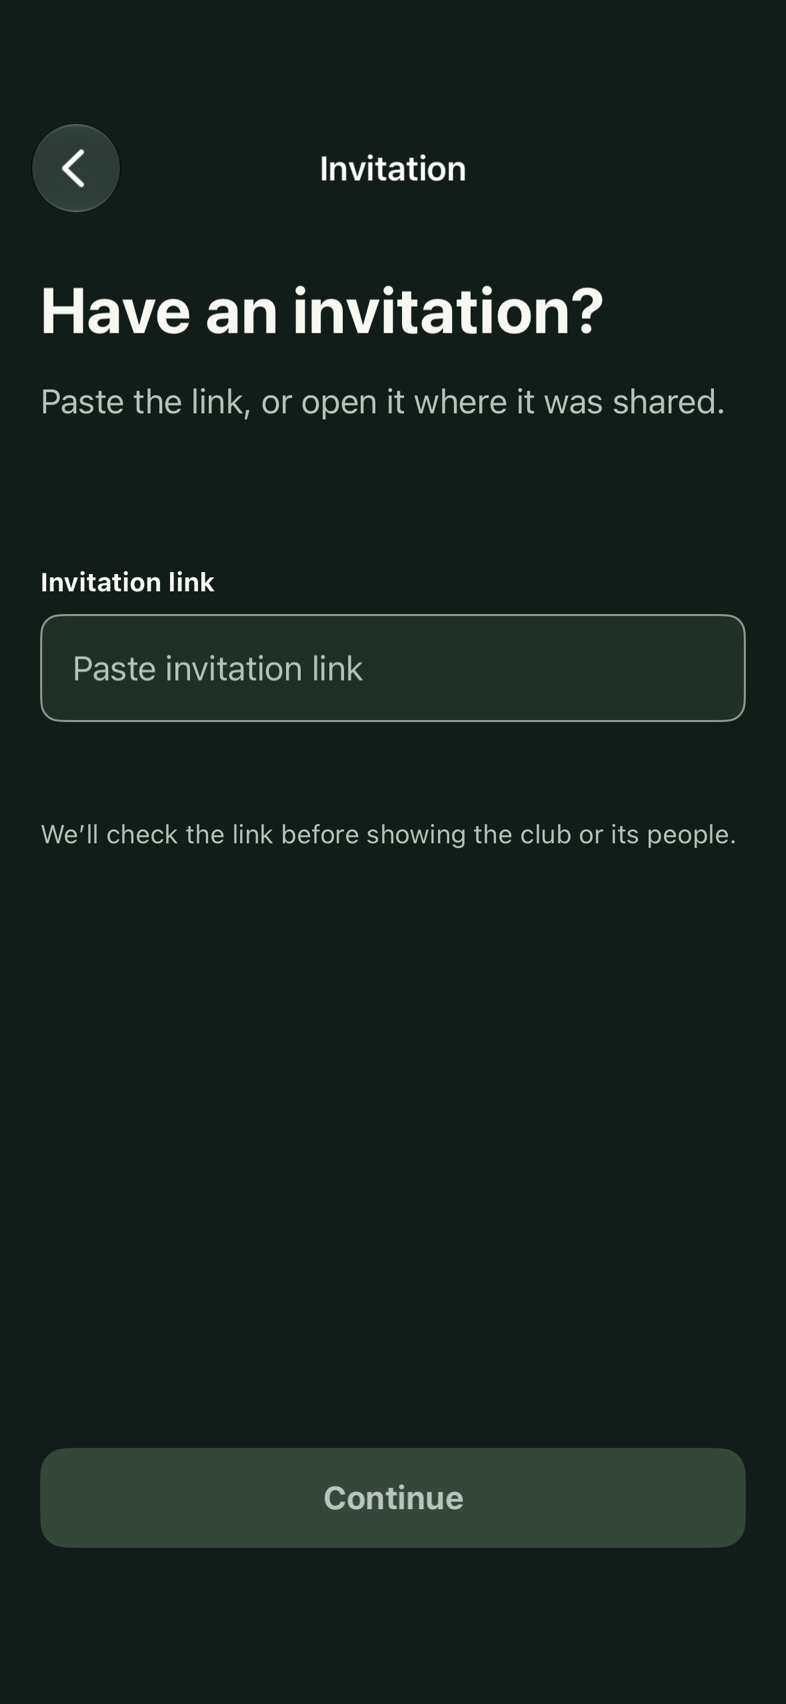 Invitation
Have an invitation?
Paste the link, or open it where it was shared.
Invitation link
Paste invitation link
We’ll check the link before showing the club or its people.
Continue